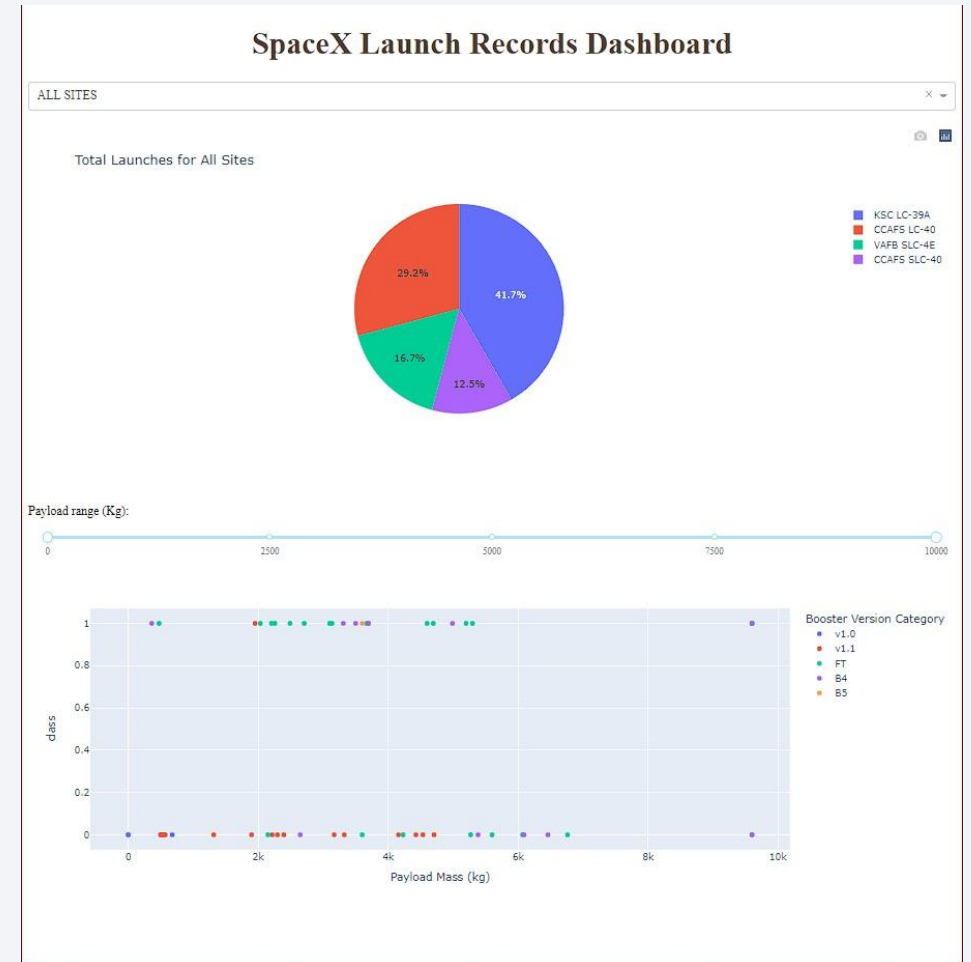 SpaceX Launch Records Dashboard
ALL SITES
Total Launches for All Sites
KSC LC-39A
CCAFS LC-40
VAFB SLC-4E
CCAFS SLC-40
29.2%
41.7%
16.7%
12.5%
Payload range (Kg):
0 2500 5000 7500 10000
Booster Version Category
v1.0
v1.1
FT
B4
B5
class
1
0.8
0.6
0.4
0.2
0
0 2k 4k 6k 8k 10k
Payload Mass (kg)